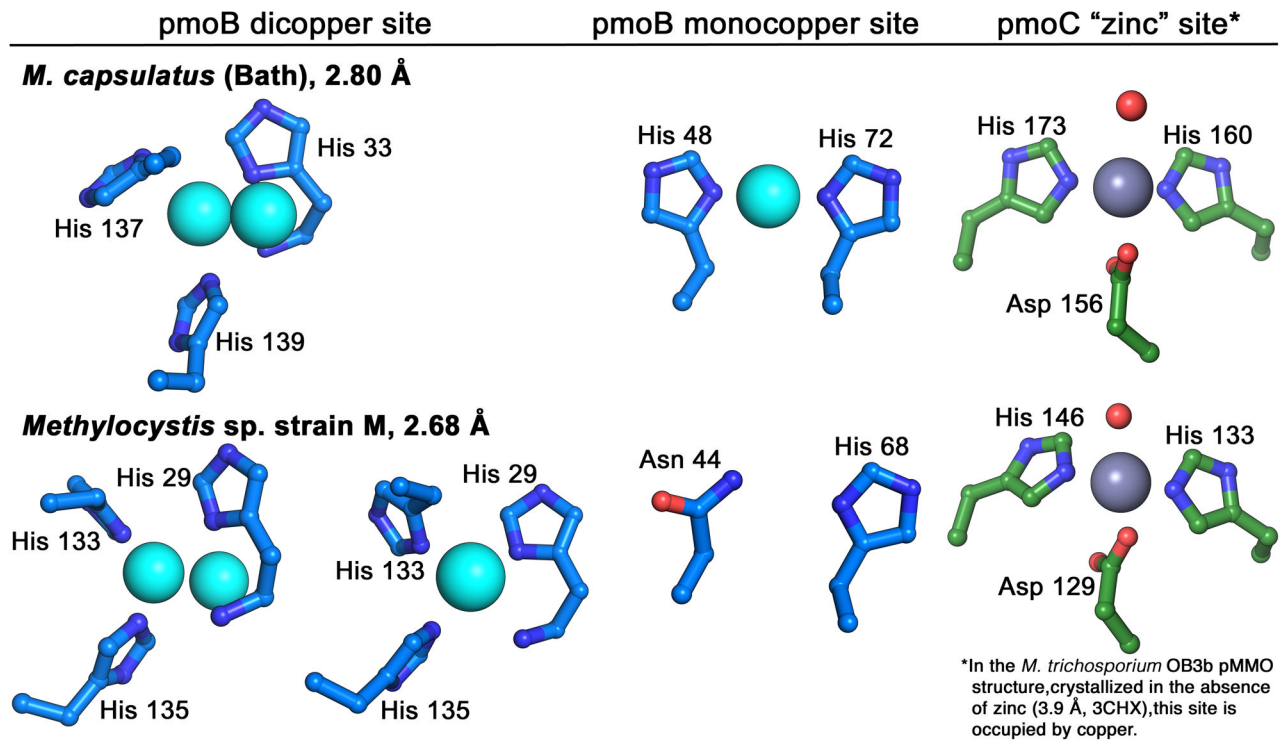 pmoB dicopper site
pmoB monocopper site
pmoC “zinc” site*
M. capsulatus (Bath), 2.80 Å
His 33
His 137
His 139
His 48
His 72
His 173
His 160
Asp 156
Methylocystis sp. strain M, 2.68 Å
His 29
His 133
His 135
His 29
His 133
His 135
Asn 44
His 68
His 146
His 133
Asp 129
*In the M. trichosporium OB3b pMMO
structure,crystallized in the absence
of zinc (3.9 Å, 3CHX),this site is
occupied by copper.